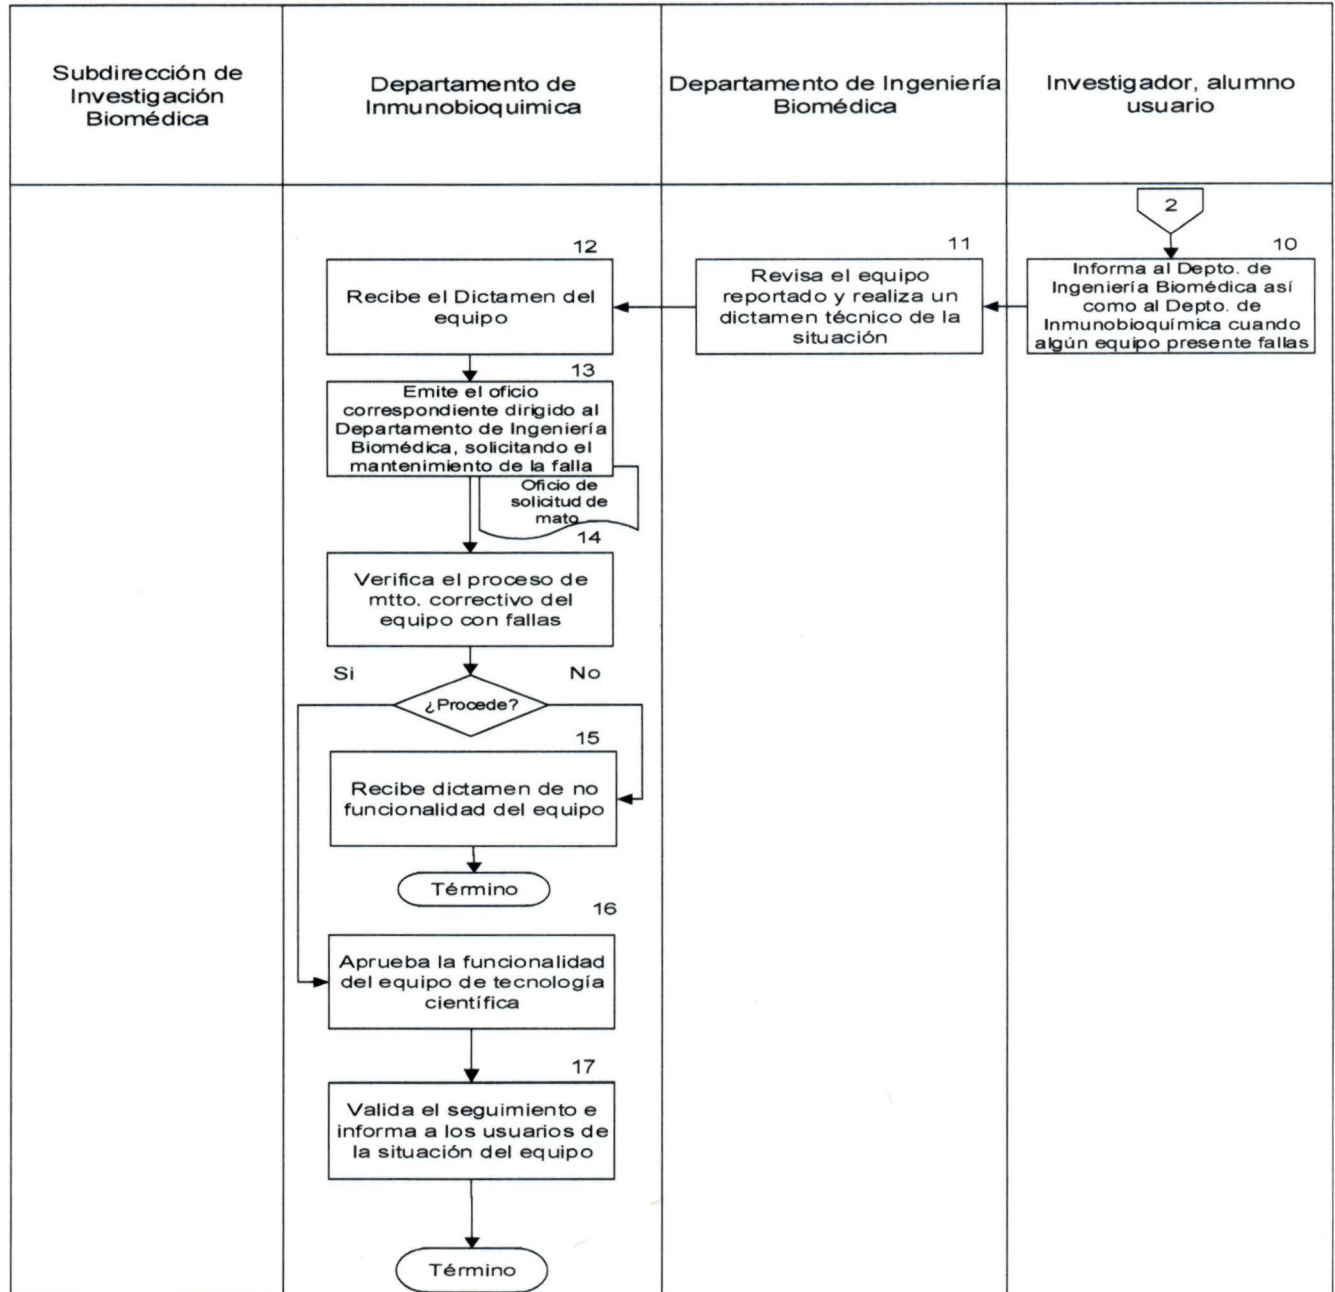 Subdirección de
Investigación
Biomédica
Departamento de
Inmunobioquimica
Departamento de Ingeniería
Biomédica
Investigador, alumno
usuario
2
10
Informa al Depto. de
Ingeniería Biomédica así
como al Depto. de
Inmunobioquímica cuando
algún equipo presente fallas
11
Revisa el equipo
reportado y realiza un
dictamen técnico de la
situación
12
Recibe el Dictamen del
equipo
13
Emite el oficio
correspondiente dirigido al
Departamento de Ingeniería
Biomédica, solicitando el
mantenimiento de la falla
Oficio de
solicitud de
mato
14
Verifica el proceso de
mtto. correctivo del
equipo con fallas
Si
No
¿Procede?
15
Recibe dictamen de no
funcionalidad del equipo
Término
16
Aprueba la funcionalidad
del equipo de tecnología
científica
17
Valida el seguimiento e
informa a los usuarios de
la situación del equipo
Término